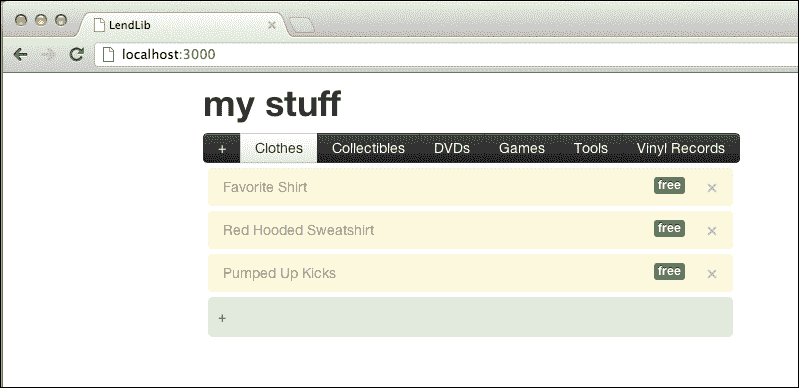 LendLib
localhost:3000
my stuff
+ Clothes Collectibles DVDs Games Tools Vinyl Records
Favorite Shirt free ×
Red Hooded Sweatshirt free ×
Pumped Up Kicks free ×
+